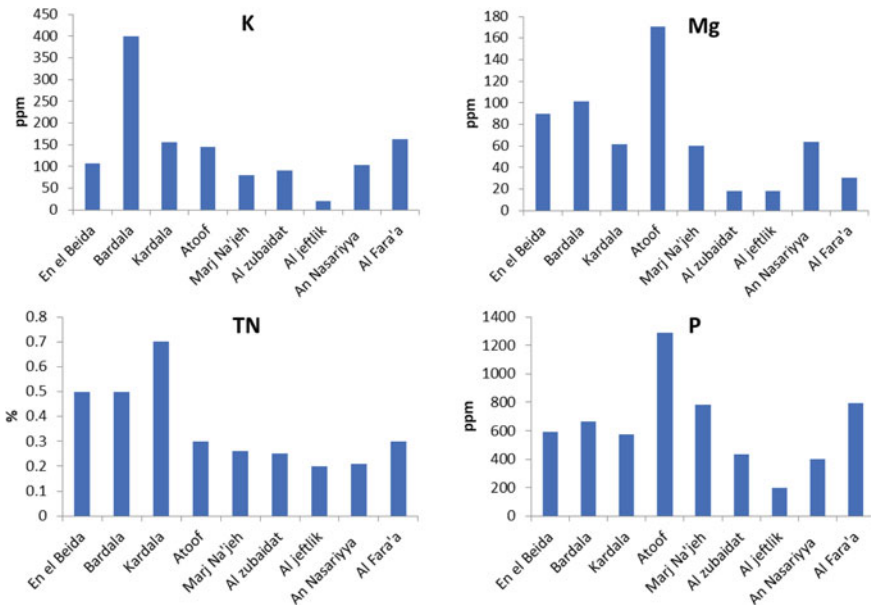 K
ppm
450
400
350
300
250
200
150
100
50
0
En el Beida
Bardala
Kardala
Atoof
Marj Na'jeh
Al zubaidat
Al jeftlik
An Nasariyya
Al Fara'a
Mg
ppm
180
160
140
120
100
80
60
40
20
0
En el Beida
Bardala
Kardala
Atoof
Marj Na'jeh
Al zubaidat
Al jeftlik
An Nasariyya
Al Fara'a
TN
%
0.8
0.7
0.6
0.5
0.4
0.3
0.2
0.1
0
En el Beida
Bardala
Kardala
Atoof
Marj Na'jeh
Al zubaidat
Al jeftlik
An Nasariyya
Al Fara'a
P
ppm
1400
1200
1000
800
600
400
200
0
En el Beida
Bardala
Kardala
Atoof
Marj Na'jeh
Al zubaidat
Al jeftlik
An Nasariyya
Al Fara'a